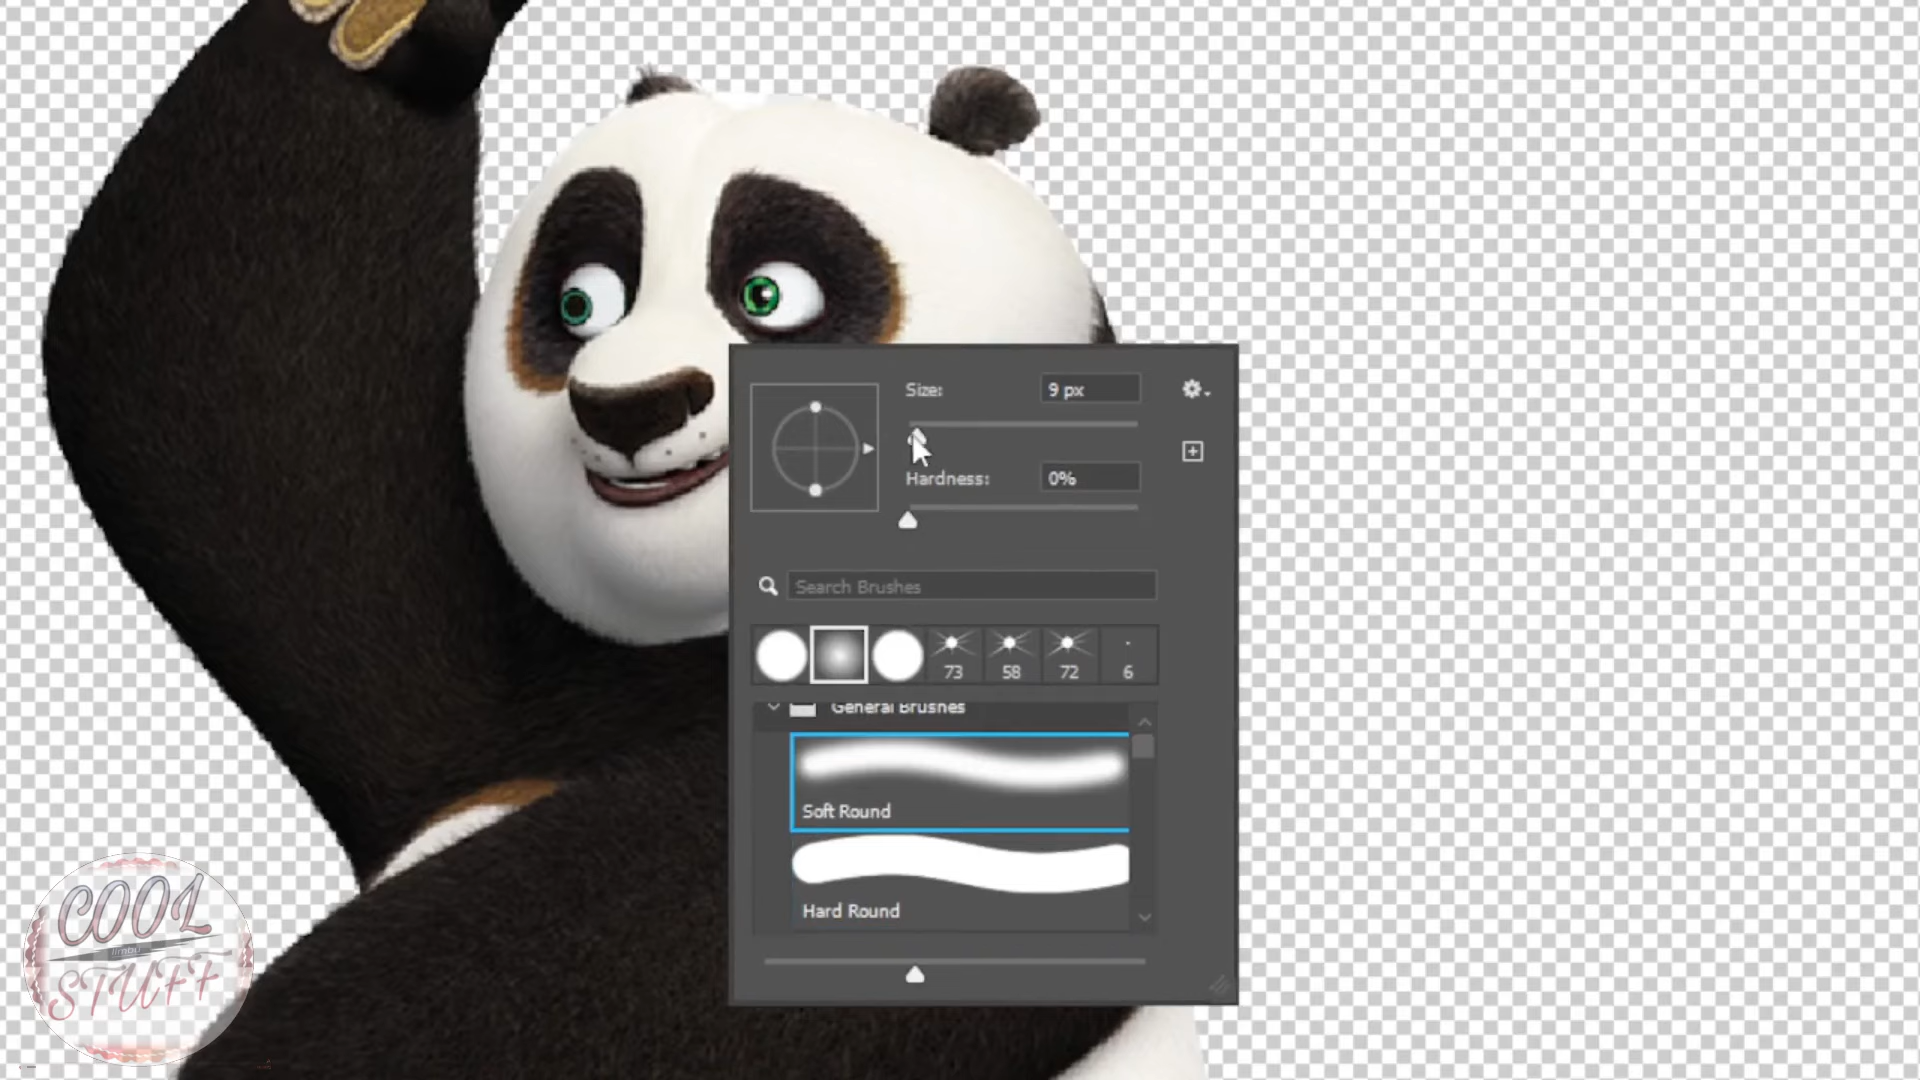 Size:
9 px
Hardness:
0%
Search Brushes
73
58
72
6
General Brushes
Soft Round
Hard Round
COOL
limbu
STUFF